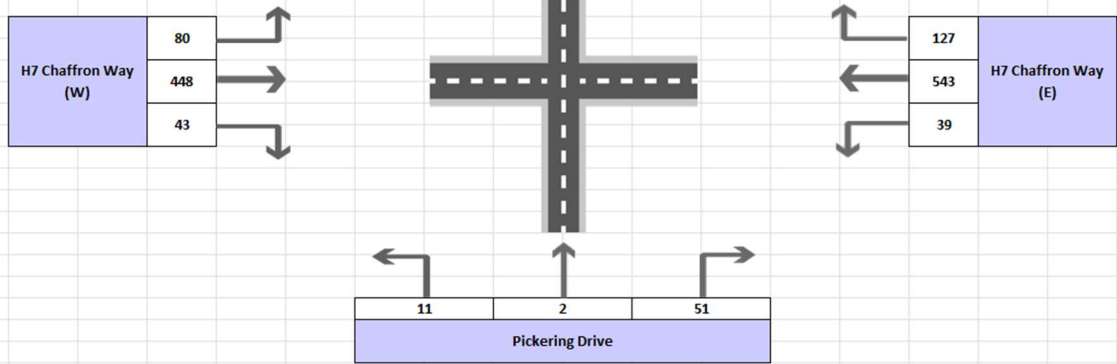 80
127
H7 Chaffron Way
(W)
448
543
H7 Chaffron Way
(E)
43
39
11
2
51
Pickering Drive